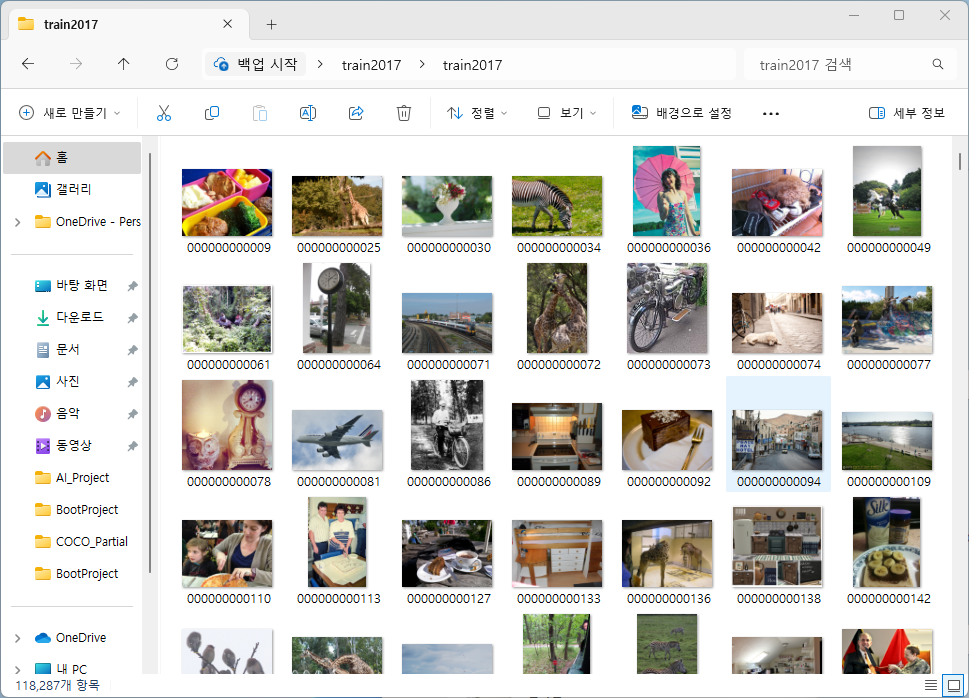 train2017
백업 시작 > train2017 > train2017
train2017 검색
새로 만들기
정렬
보기
배경으로 설정
세부 정보
홈
갤러리
OneDrive - Pers
바탕 화면
다운로드
문서
사진
음악
동영상
AI_Project
BootProject
COCO_Partial
BootProject
OneDrive
내 PC
000000000009 000000000025 000000000030 000000000034 000000000036 000000000042 000000000049
000000000061 000000000064 000000000071 000000000072 000000000073 000000000074 000000000077
000000000078 000000000081 000000000086 000000000089 000000000092 000000000094 000000000109
000000000110 000000000113 000000000127 000000000133 000000000136 000000000138 000000000142
Silk
118,287개 항목